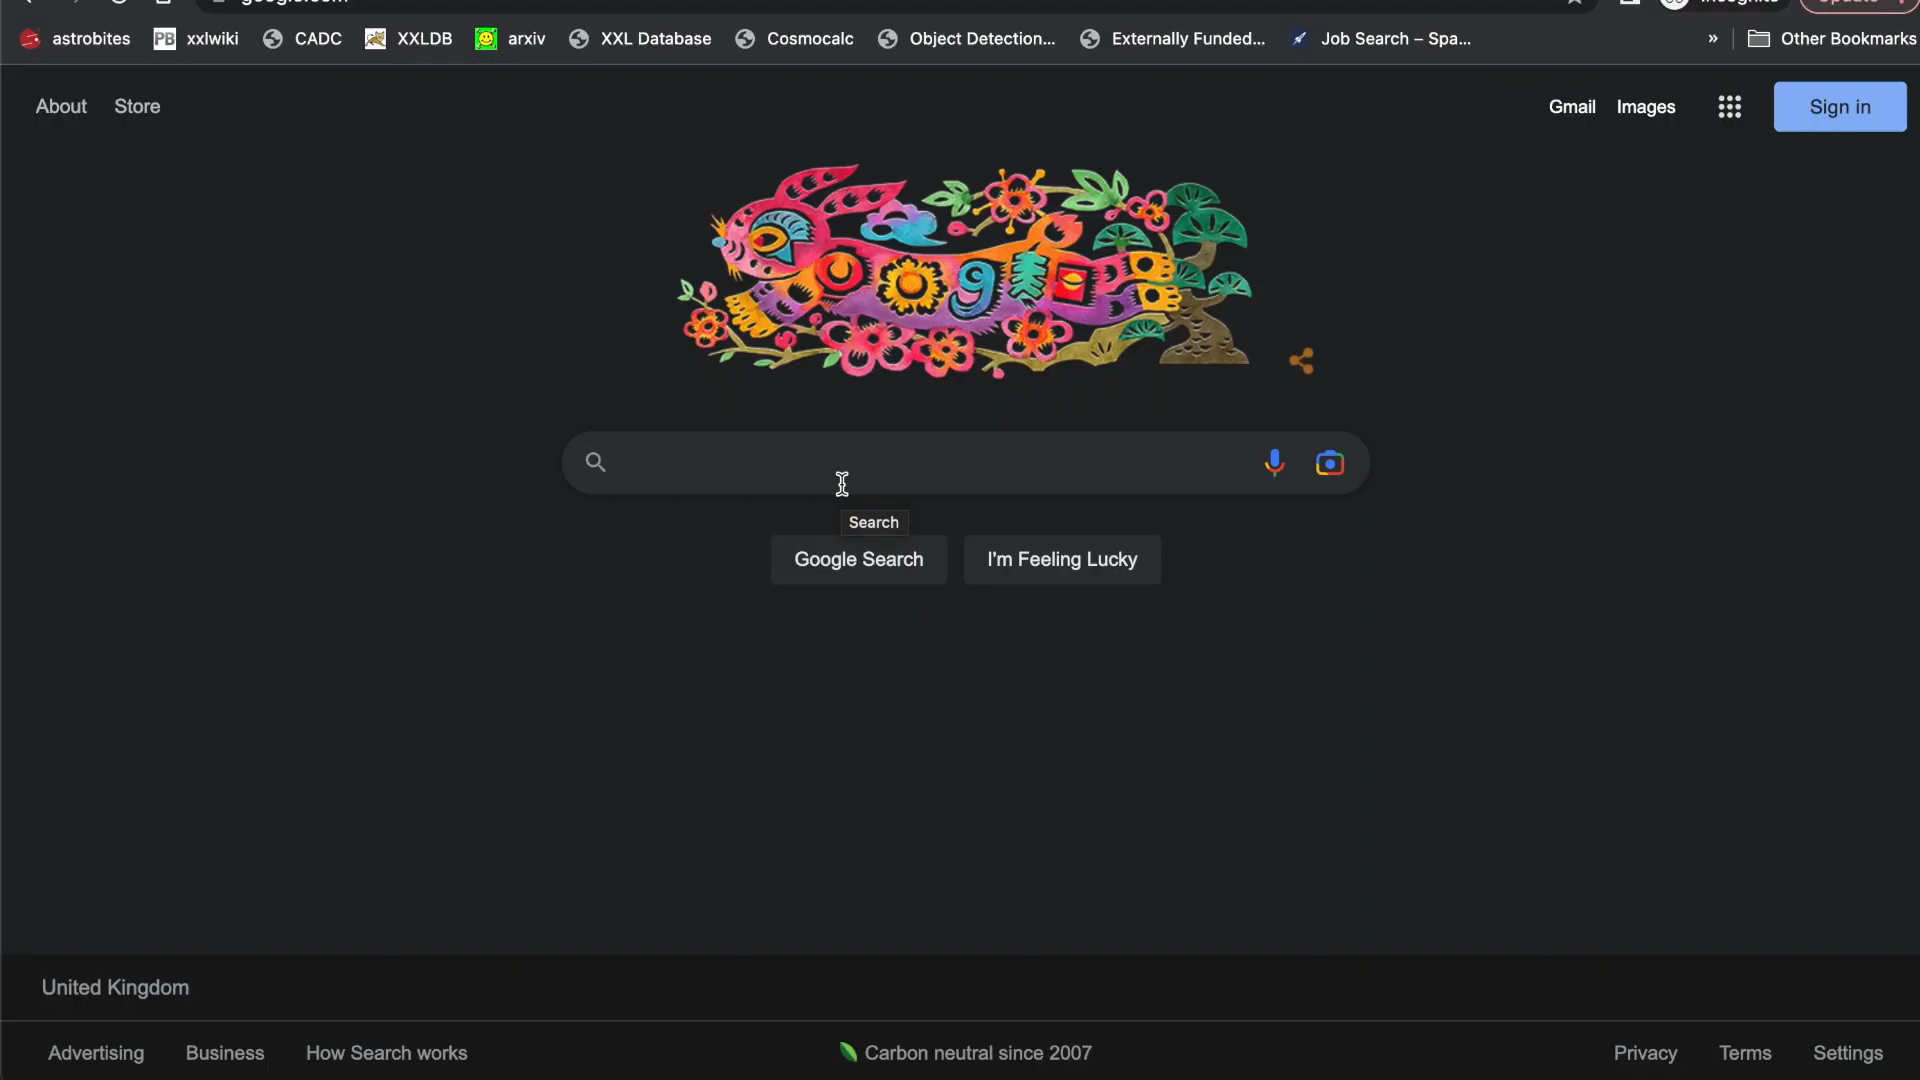 astrobites PB xxlwiki CADC XXLDB arxiv XXL Database Cosmocalc Object Detection... Externally Funded... Job Search – Spa... » Other Bookmarks
About Store Gmail Images Sign in
Search
Google Search I'm Feeling Lucky
United Kingdom
Advertising Business How Search works Carbon neutral since 2007 Privacy Terms Settings